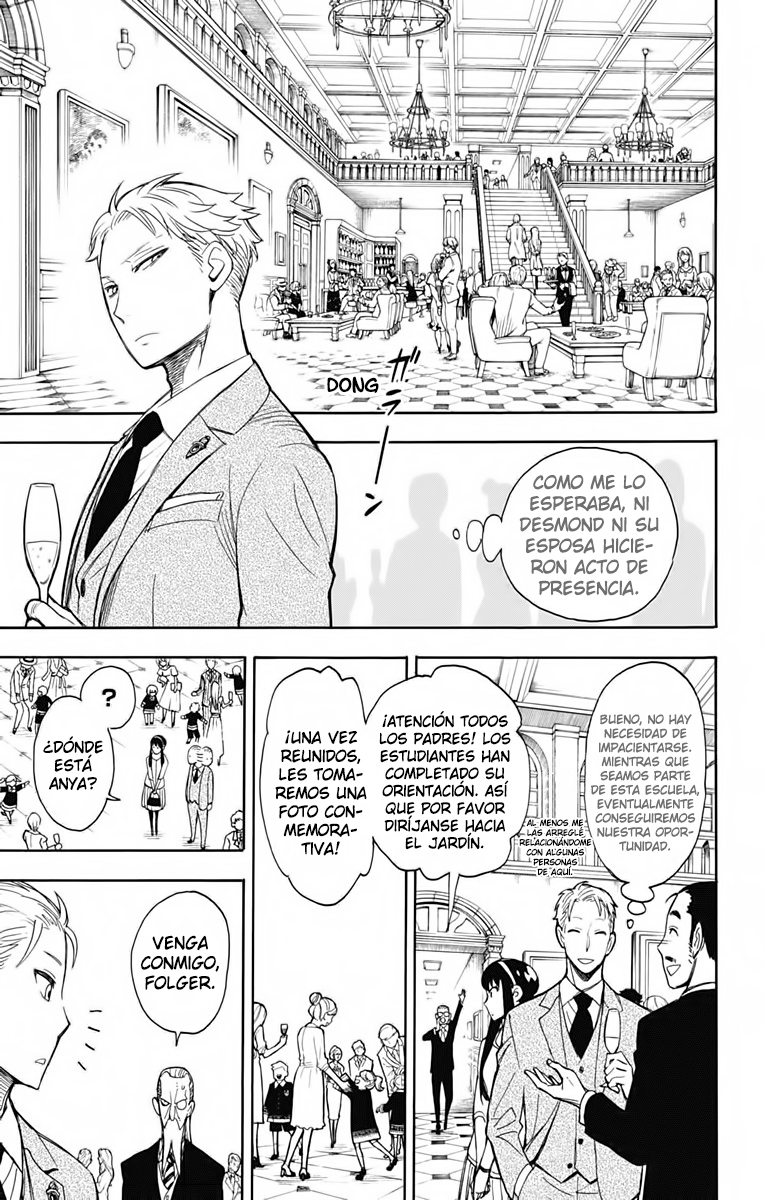 ガ
DONG
COMO ME LO
ESPERABA, NI
DESMOND NI SU
ESPOSA HICIE-
RON ACTO DE
PRESENCIA.
BUENO, NO HAY
NECESIDAD DE
IMPACIENTARSE.
MIENTRAS QUE
SEAMOS PARTE
DE ESTA ESCUELA,
EVENTUALMENTE
CONSEGUIREMOS
NUESTRA OPOR-
TUNIDAD.
AL MENOS ME
LAS ARREGLÉ
RELACIONÁNDOME
CON ALGUNAS
PERSONAS
DE AQUÍ.
¡ATENCIÓN TODOS
LOS PADRES! LOS
ESTUDIANTES HAN
COMPLETADO SU
ORIENTACIÓN. ASÍ
QUE POR FAVOR
DIRÍJANSE HACIA
EL JARDÍN.
¡UNA VEZ
REUNIDOS,
LES TOMA-
REMOS UNA
FOTO CON-
MEMORA-
TIVA!
?
¿DÓNDE
ESTÁ
ANYA?
VENGA
CONMIGO,
FOLGER.